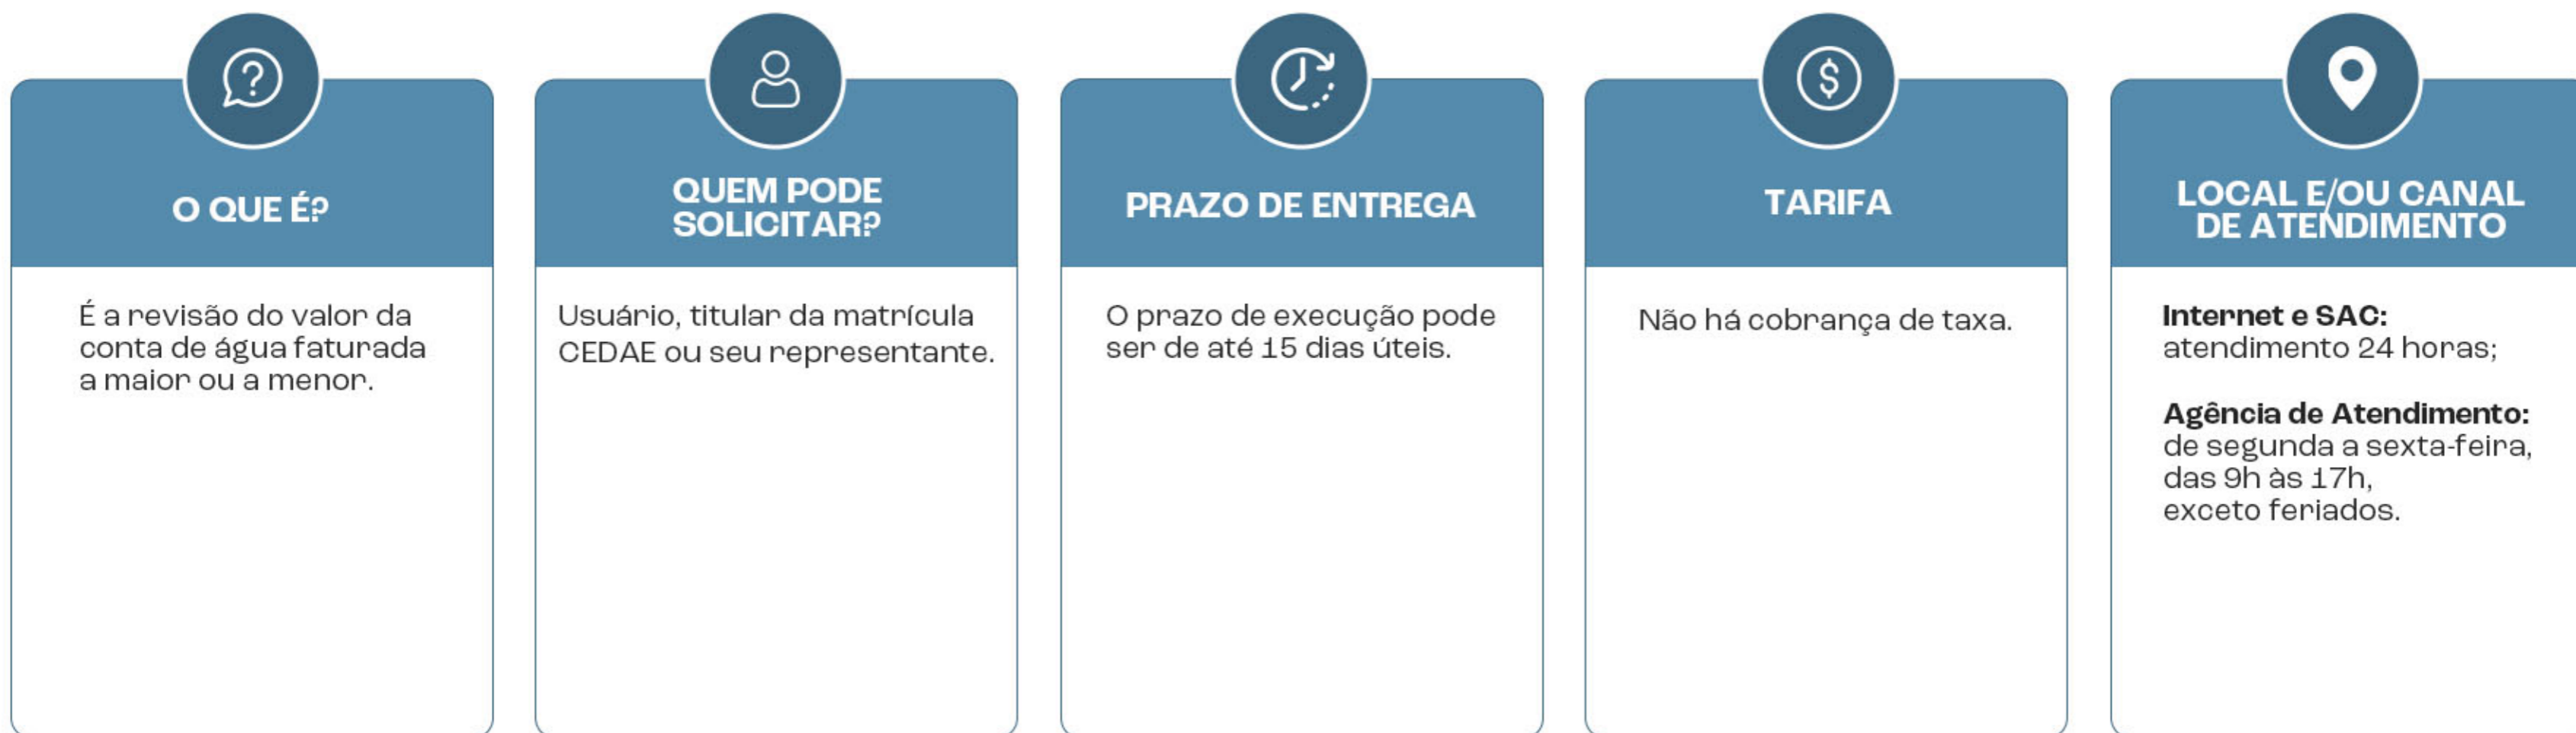 O QUE É?
É a revisão do valor da
conta de água faturada
a maior ou a menor.
QUEM PODE
SOLICITAR?
Usuário, titular da matrícula
CEDAE ou seu representante.
PRAZO DE ENTREGA
O prazo de execução pode
ser de até 15 dias úteis.
TARIFA
Não há cobrança de taxa.
LOCAL E/OU CANAL
DE ATENDIMENTO
Internet e SAC:
atendimento 24 horas;
Agência de Atendimento:
de segunda a sexta-feira,
das 9h às 17h,
exceto feriados.